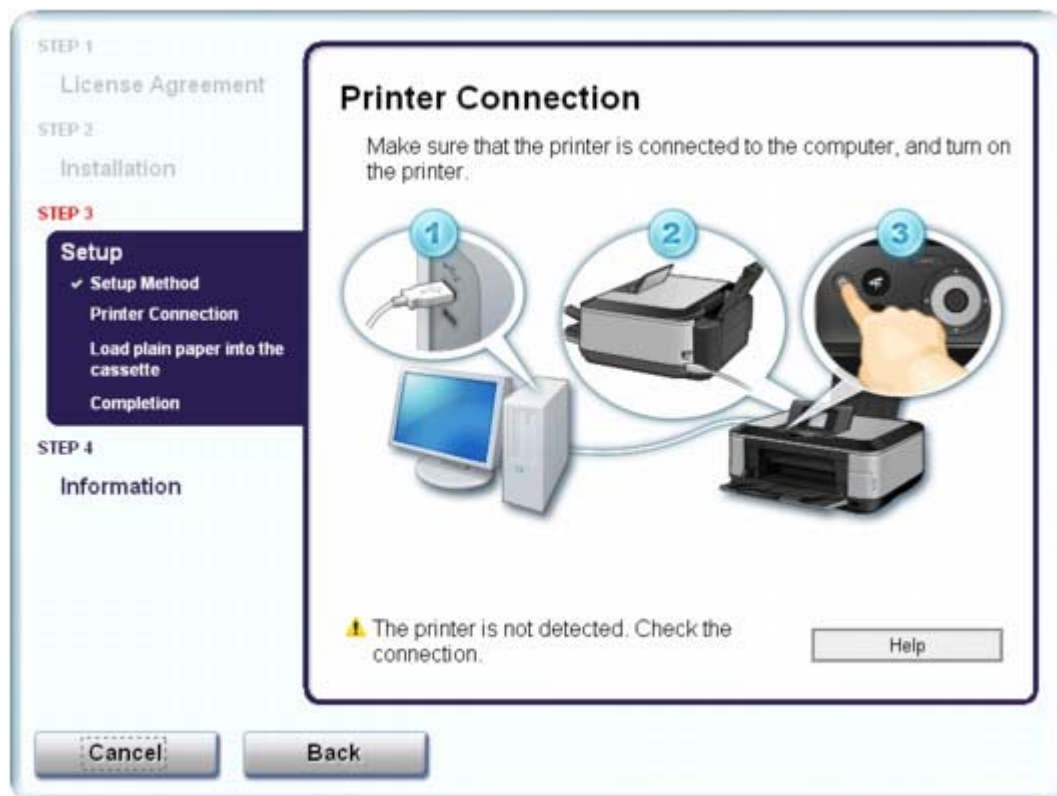 STEP 1
License Agreement
STEP 2
Installation
STEP 3
Setup
✓ Setup Method
Printer Connection
Load plain paper into the
cassette
Completion
STEP 4
Information
Printer Connection
Make sure that the printer is connected to the computer, and turn on
the printer.
1
2
3
The printer is not detected. Check the
connection.
Help
Cancel
Back